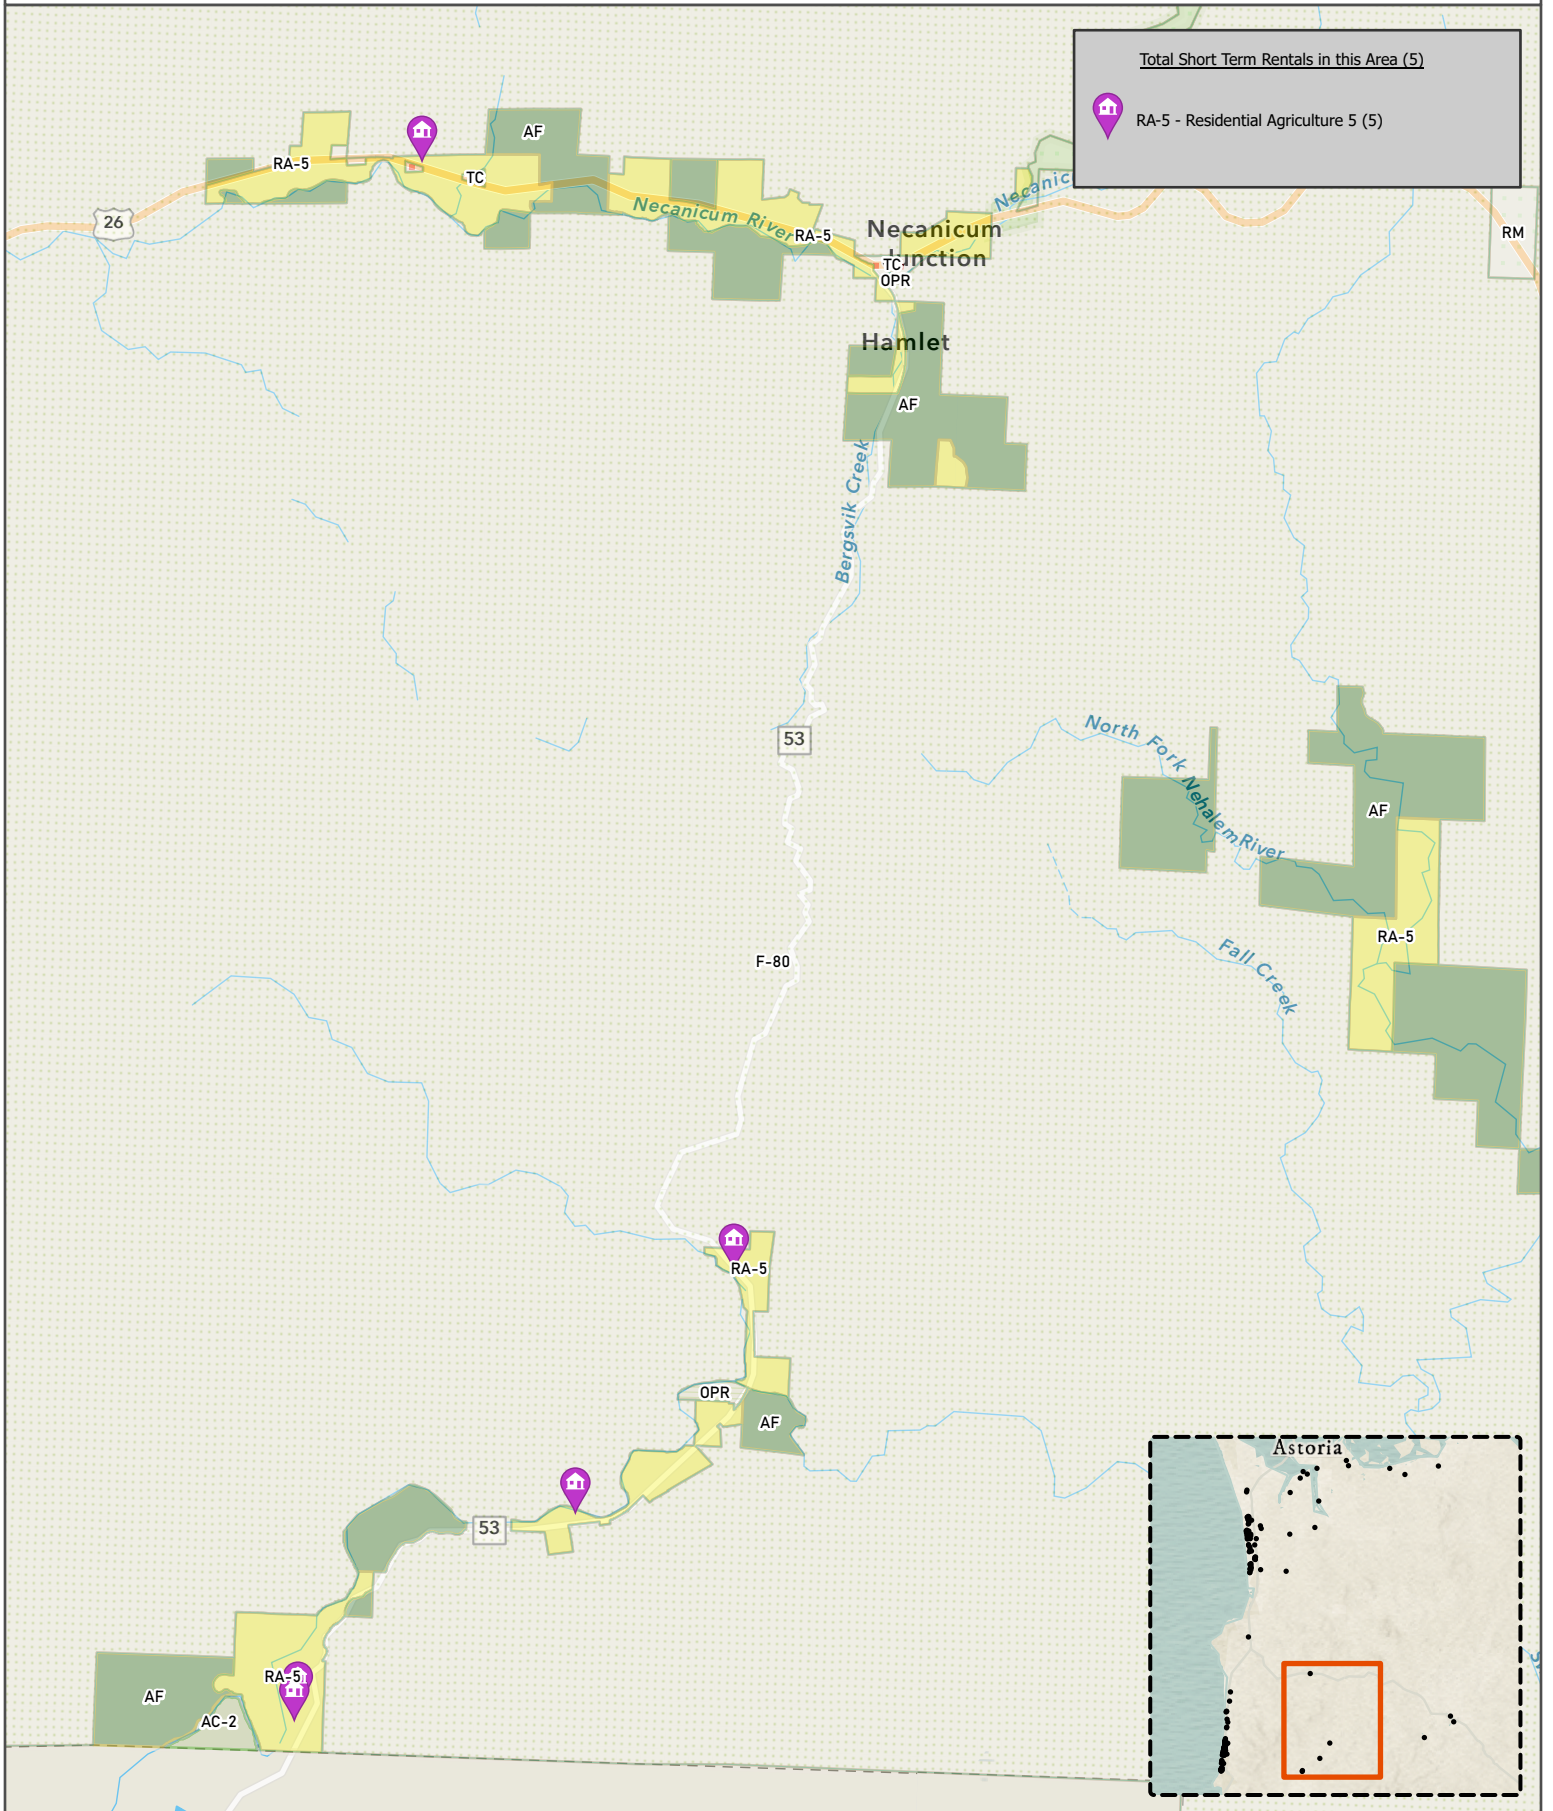 Total Short Term Rentals in this Area (5)
RA-5 - Residential Agriculture 5 (5)
AF
RA-5
TC
26
Necanicum River
RA-5
Necanicum
Junction
TC
OPR
RM
Hamlet
AF
Bergsvik Creek
53
North Fork Nehalem River
AF
RA-5
Fall Creek
F-80
RA-5
OPR
AF
53
RA-5
AF
AC-2
Astoria